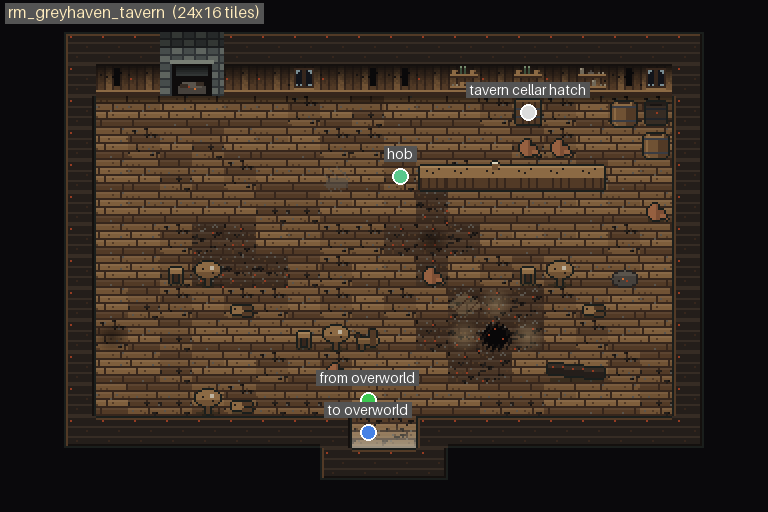 rm_greyhaven_tavern (24x16 tiles)
tavern cellar hatch
hob
from overworld
to overworld